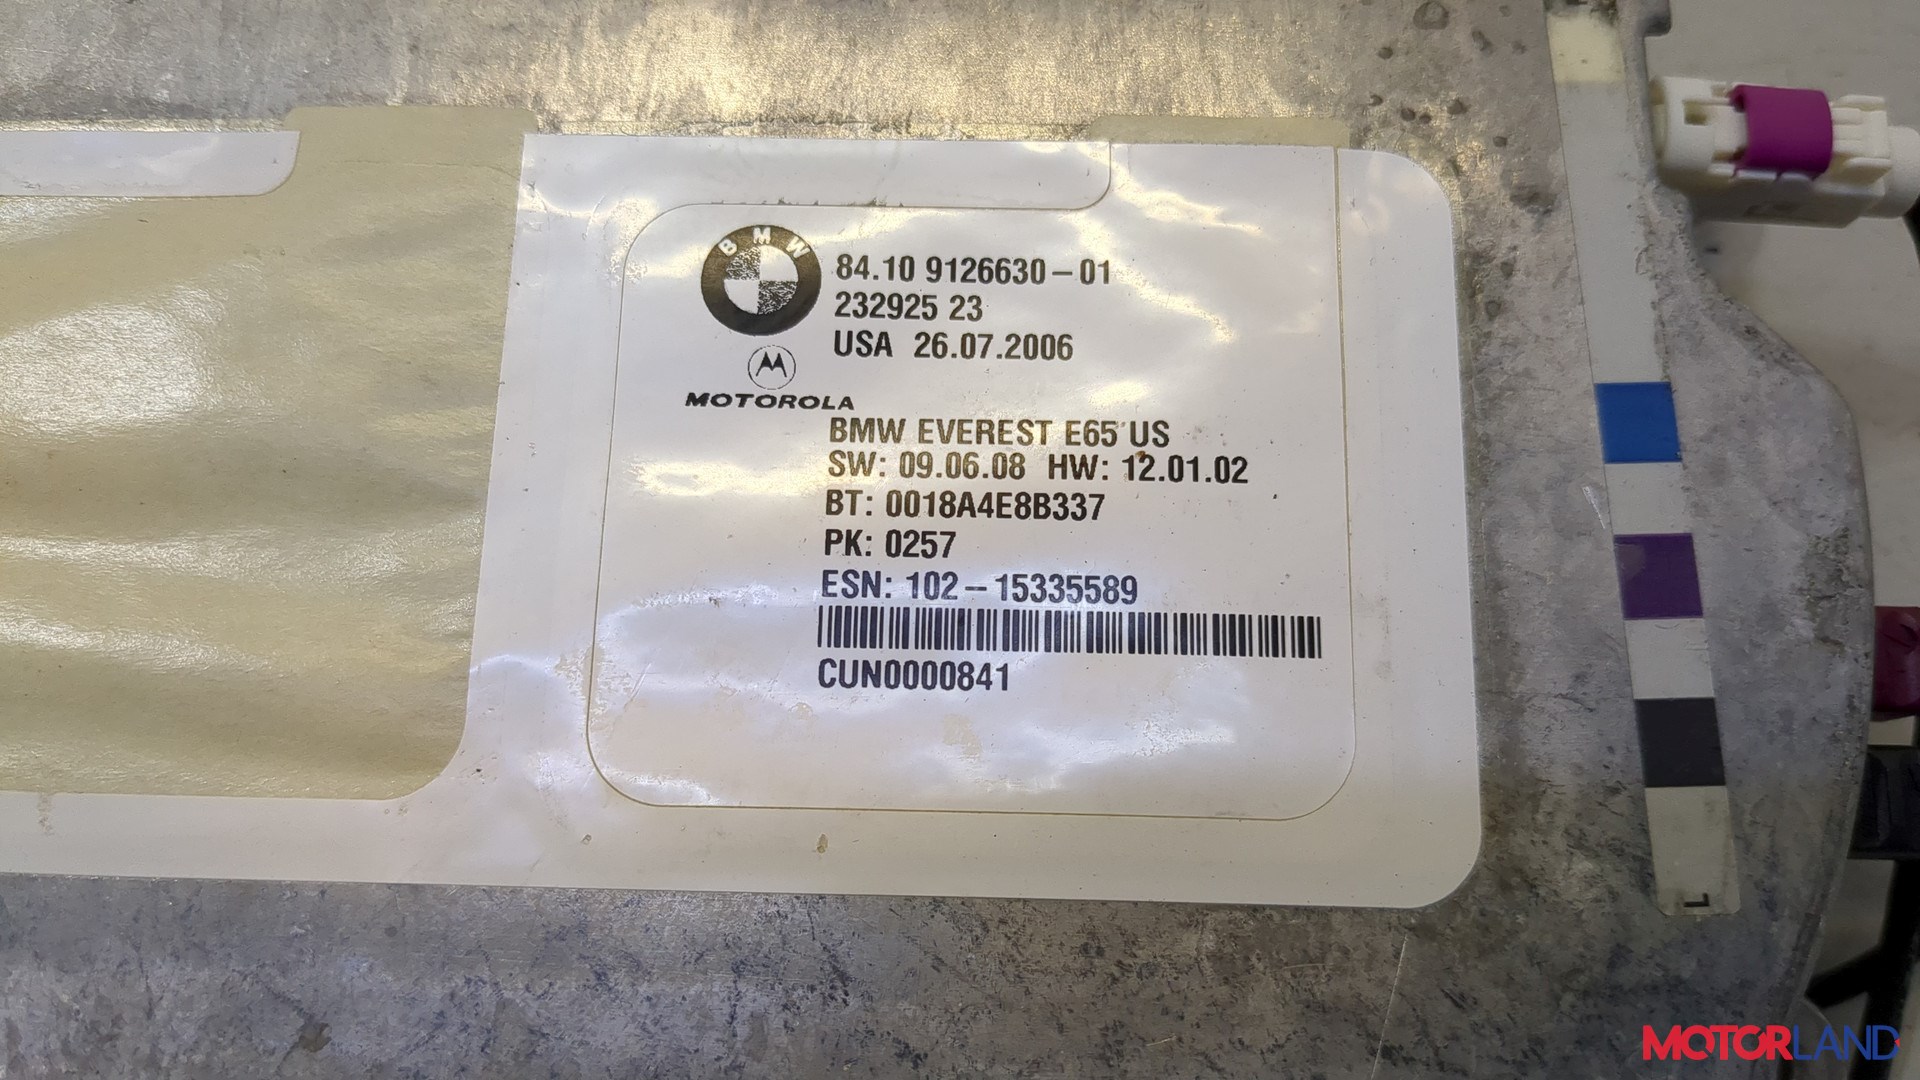 BMW
84.10 9126630-01
232925 23
USA 26.07.2006
MOTOROLA
BMW EVEREST E65 US
SW: 09.06.08 HW: 12.01.02
BT: 0018A4E8B337
PK: 0257
ESN: 102-15335589
CUN0000841
L
MOTORLAND